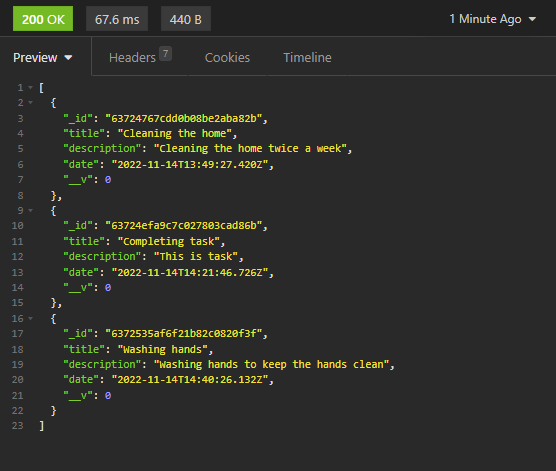 200 OK 67.6 ms 440 B 1 Minute Ago
Preview Headers 7 Cookies Timeline
1 [
2 {
3 "_id": "63724767cdd0b08be2aba82b",
4 "title": "Cleaning the home",
5 "description": "Cleaning the home twice a week",
6 "date": "2022-11-14T13:49:27.420Z",
7 "__v": 0
8 },
9 {
10 "_id": "63724efa9c7c027803cad86b",
11 "title": "Completing task",
12 "description": "This is task",
13 "date": "2022-11-14T14:21:46.726Z",
14 "__v": 0
15 },
16 {
17 "_id": "6372535af6f21b82c0820f3f",
18 "title": "Washing hands",
19 "description": "Washing hands to keep the hands clean",
20 "date": "2022-11-14T14:40:26.132Z",
21 "__v": 0
22 }
23 ]